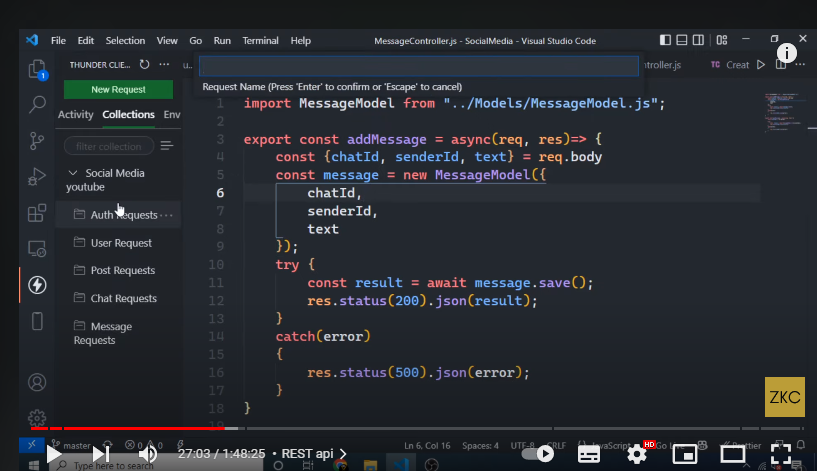 File Edit Selection View Go Run Terminal Help MessageController.js - SocialMedia - Visual Studio Code
THUNDER CLIE... ··· u.. ntroller.js TC Creat ···
Request Name (Press 'Enter' to confirm or 'Escape' to cancel)
New Request
Activity Collections Env
filter collection
Social Media
youtube
Auth Requests ···
User Request
Post Requests
Chat Requests
Message
Requests
1
1 import MessageModel from "../Models/MessageModel.js";
2
3 export const addMessage = async(req, res)=> {
4 const {chatId, senderId, text} = req.body
5 const message = new MessageModel({
6 chatId,
7 senderId,
8 text
9 });
10 try {
11 const result = await message.save();
12 res.status(200).json(result);
13 }
14 catch(error)
15 {
16 res.status(500).json(error);
17 }
18 }
19
ZKC
master 0 0 Ln 6, Col 16 Spaces: 4 UTF-8 CRLF JavaScript Go Live Prettier
27:03 / 1:48:25 • REST api
HD
Type here to search